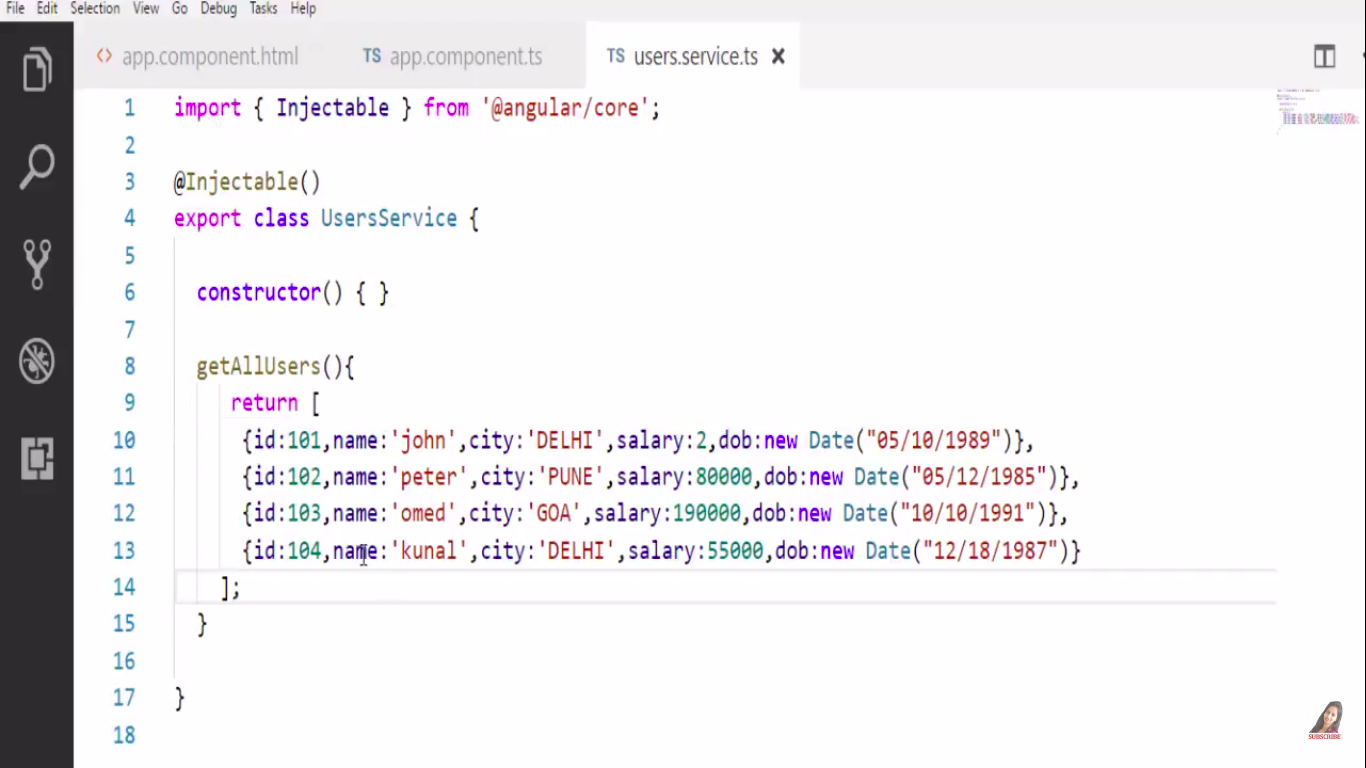 File Edit Selection View Go Debug Tasks Help
<> app.component.html TS app.component.ts TS users.service.ts
1 import { Injectable } from '@angular/core';
2
3 @Injectable()
4 export class UsersService {
5
6 constructor() { }
7
8 getAllUsers(){
9 return [
10 {id:101,name:'john',city:'DELHI',salary:2,dob:new Date("05/10/1989")},
11 {id:102,name:'peter',city:'PUNE',salary:80000,dob:new Date("05/12/1985")},
12 {id:103,name:'omed',city:'GOA',salary:190000,dob:new Date("10/10/1991")},
13 {id:104,name:'kunal',city:'DELHI',salary:55000,dob:new Date("12/18/1987")}
14 ];
15 }
16
17 }
18
SUBSCRIBE